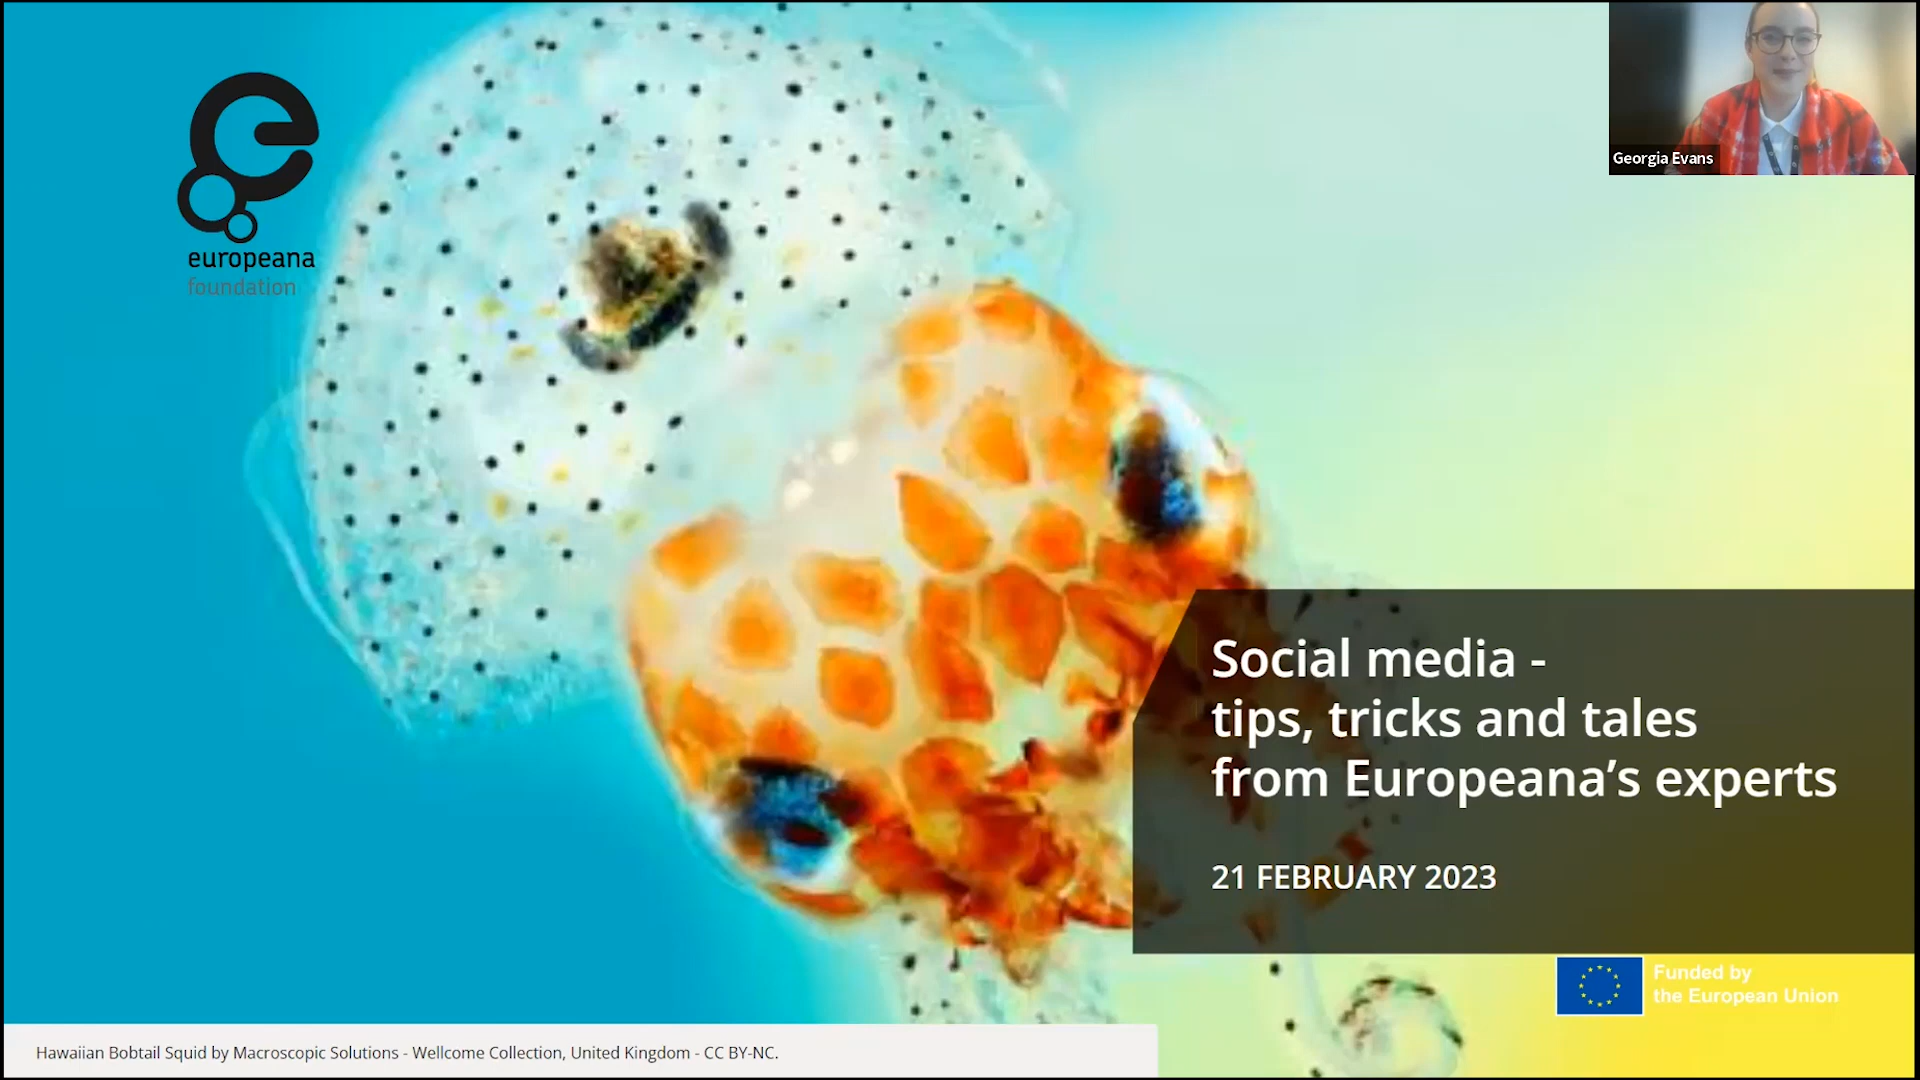 europeana
foundation
Georgia Evans
Social media -
tips, tricks and tales
from Europeana’s experts
21 FEBRUARY 2023
Funded by
the European Union
Hawaiian Bobtail Squid by Macroscopic Solutions - Wellcome Collection, United Kingdom - CC BY-NC.